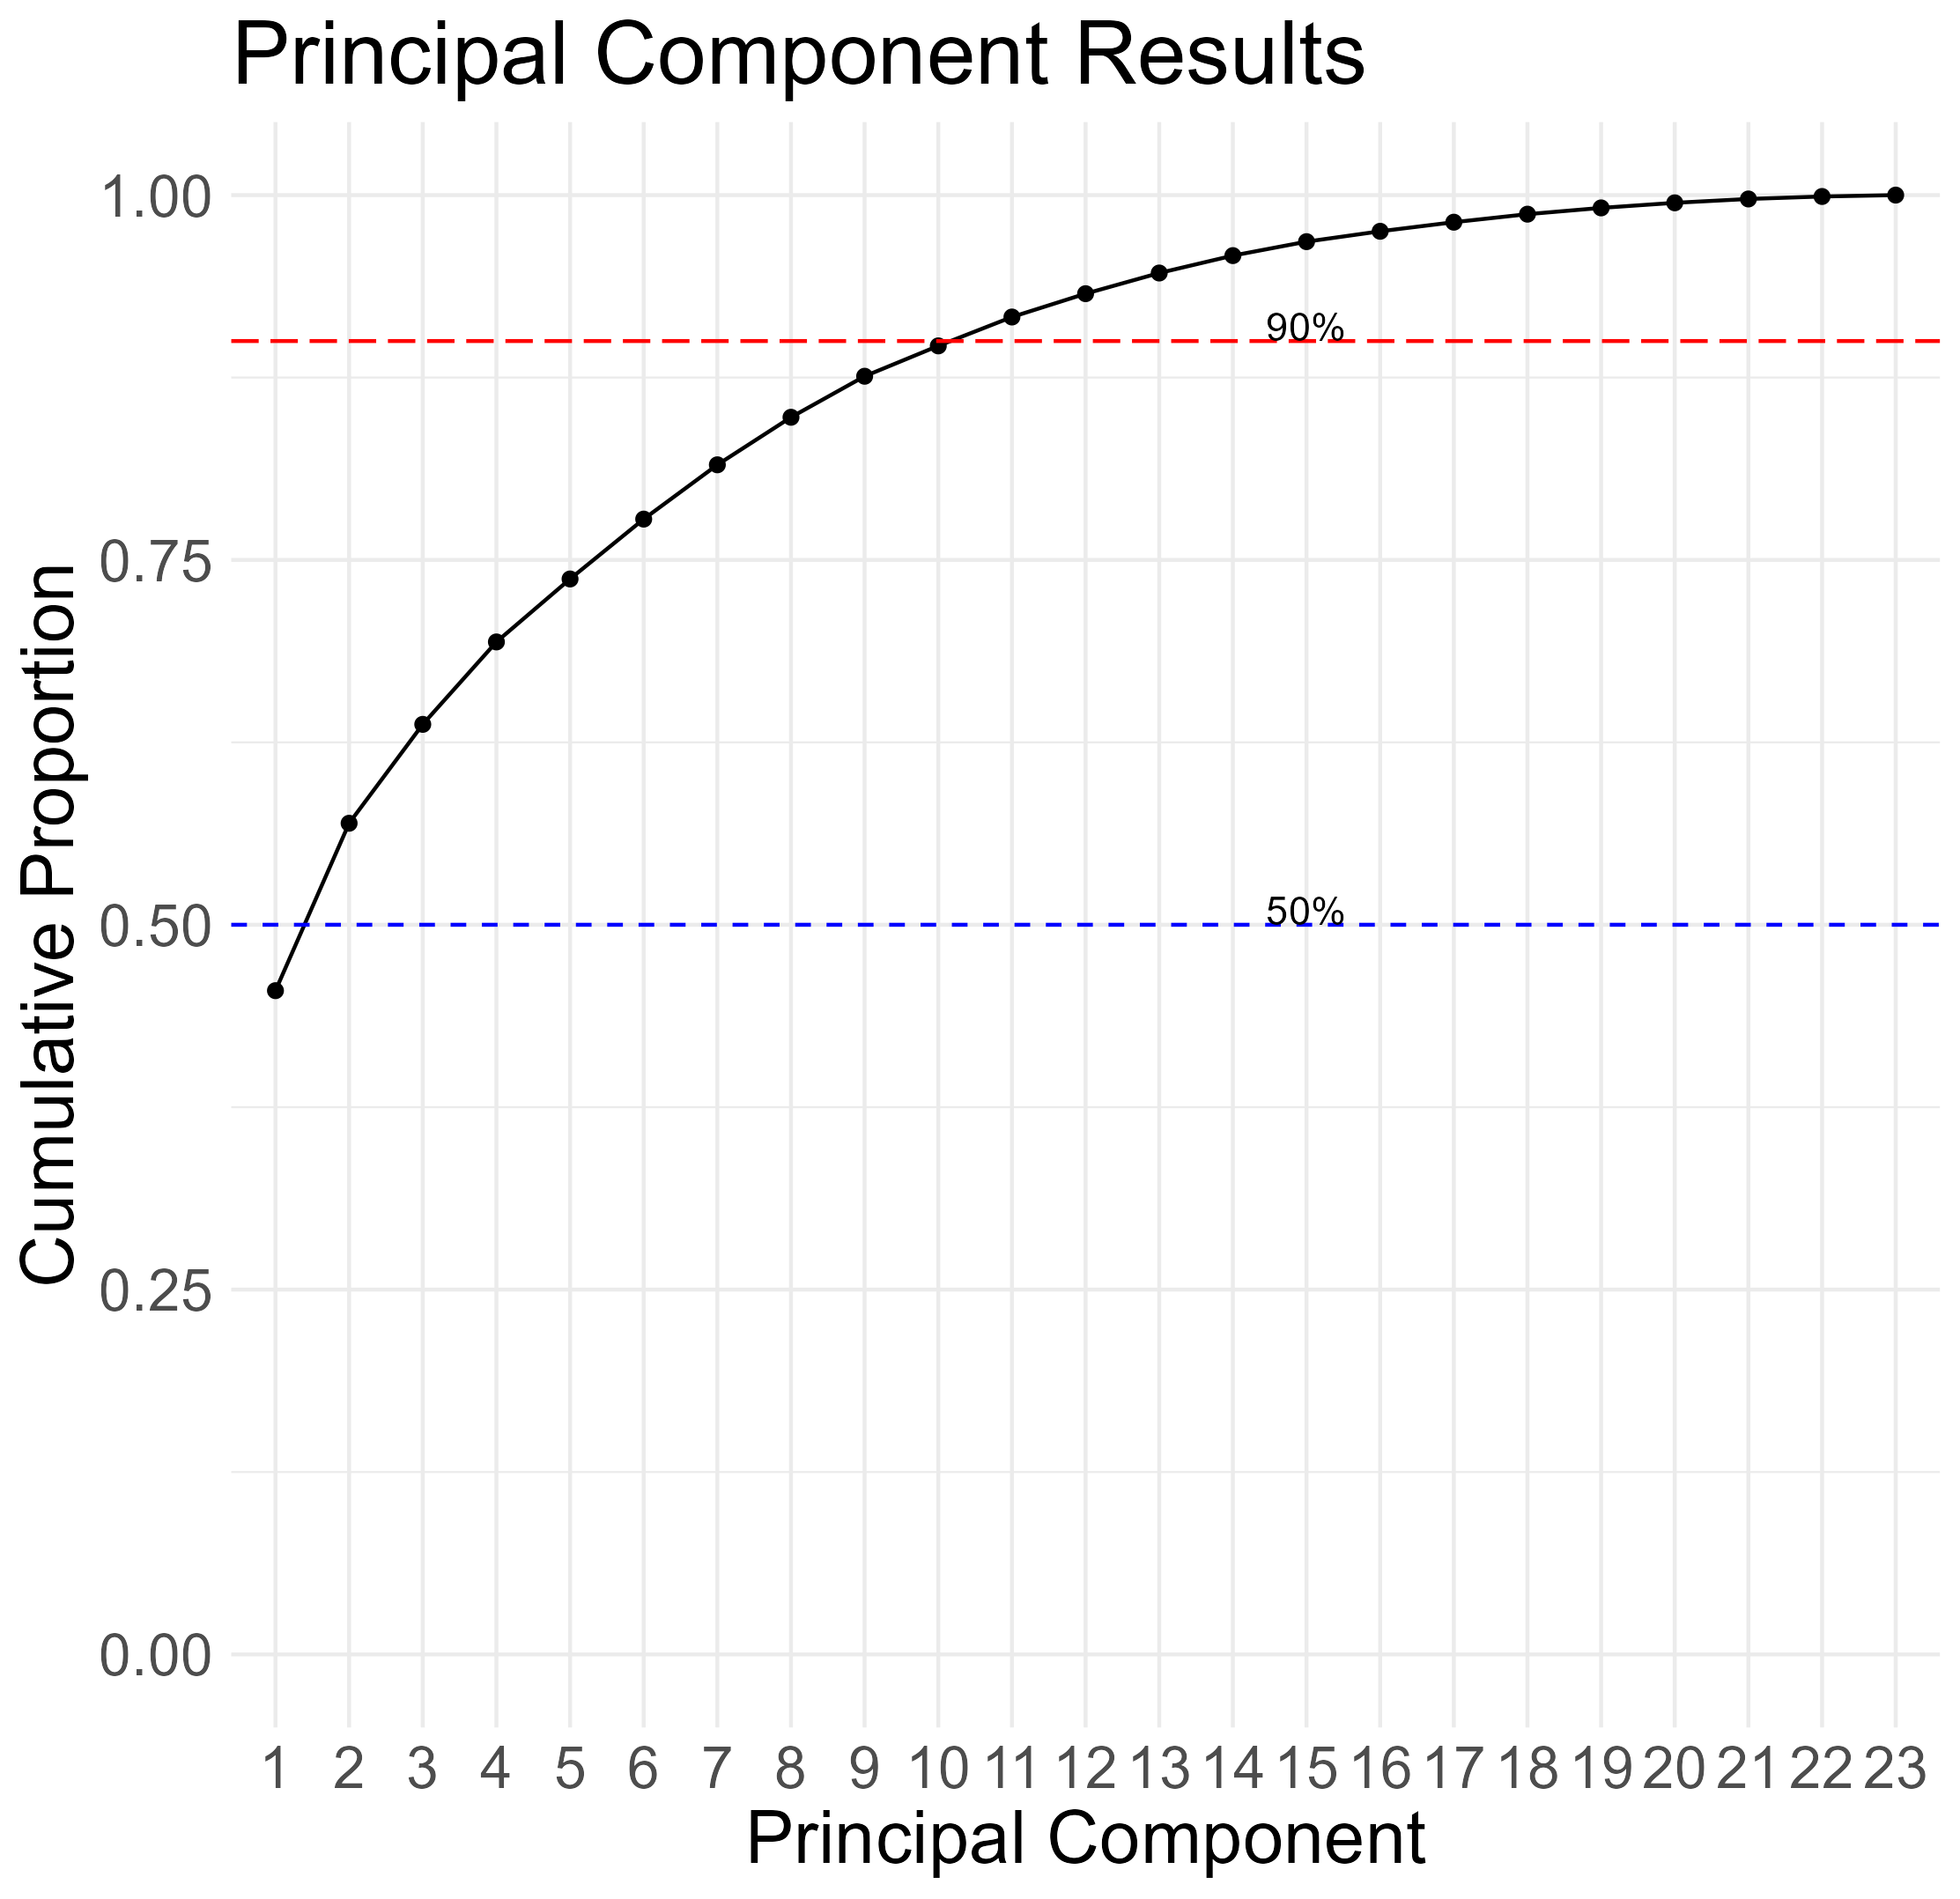 Principal Component Results
Cumulative Proportion
1.00
0.75
0.50
0.25
0.00
90%
50%
1 2 3 4 5 6 7 8 9 10 11 12 13 14 15 16 17 18 19 20 21 22 23
Principal Component